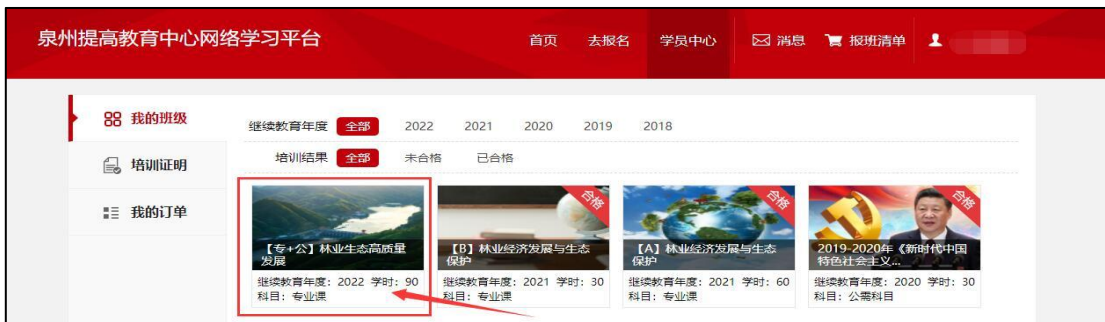 泉州提高教育中心网络学习平台
首页 去报名 学员中心 消息 报班清单
我的班级
培训证明
我的订单
继续教育年度 全部 2022 2021 2020 2019 2018
培训结果 全部 未合格 已合格
【专+公】林业生态高质量
发展
继续教育年度：2022 学时：90
科目：专业课
合格
【B】林业经济发展与生态
保护
继续教育年度：2021 学时：30
科目：专业课
合格
【A】林业经济发展与生态
保护
继续教育年度：2021 学时：60
科目：专业课
合格
2019-2020年《新时代中国
特色社会主义...
继续教育年度：2020 学时：30
科目：公需科目